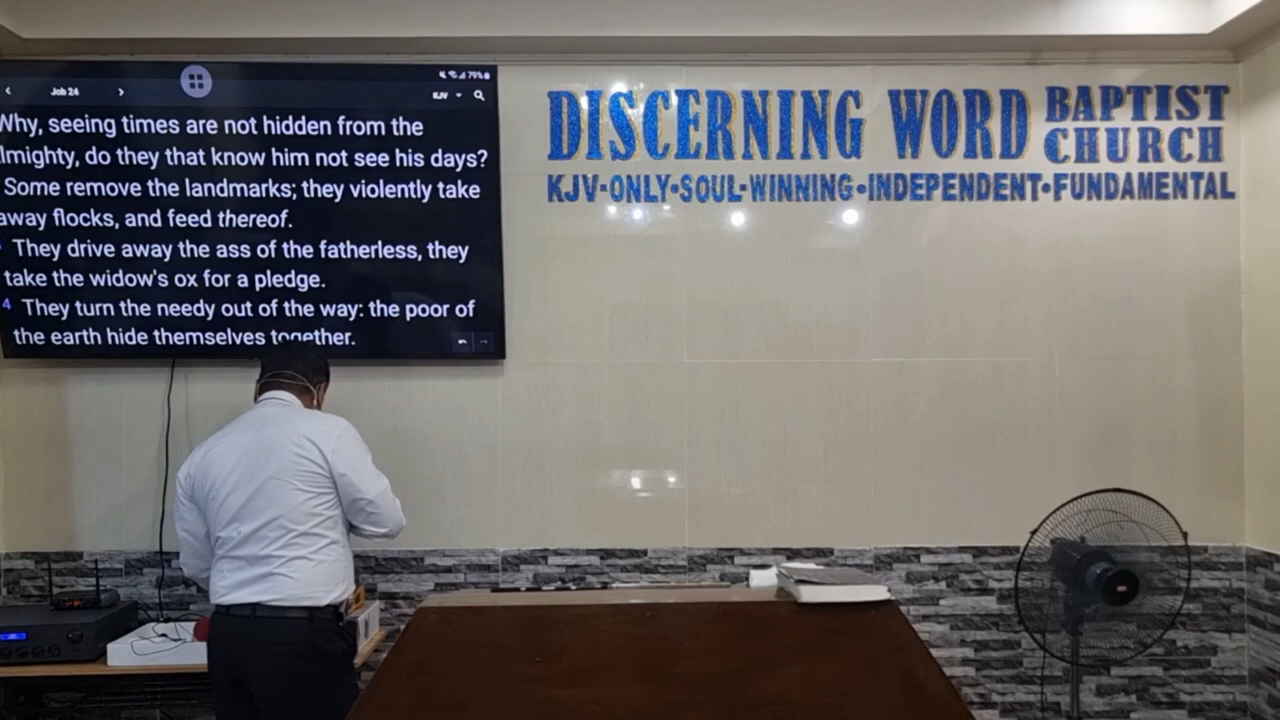 79%
Job 24
KJV
Why, seeing times are not hidden from the
lmighty, do they that know him not see his days?
Some remove the landmarks; they violently take
away flocks, and feed thereof.
They drive away the ass of the fatherless, they
take the widow's ox for a pledge.
4 They turn the needy out of the way: the poor of
the earth hide themselves together.
DISCERNING WORD BAPTIST
CHURCH
KJV-ONLY•SOUL-WINNING•INDEPENDENT•FUNDAMENTAL